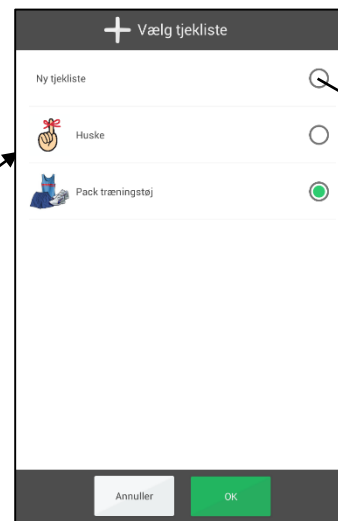 Vælg tjekliste
Ny tjekliste
Huske
Pack træningstøj
Annuller OK